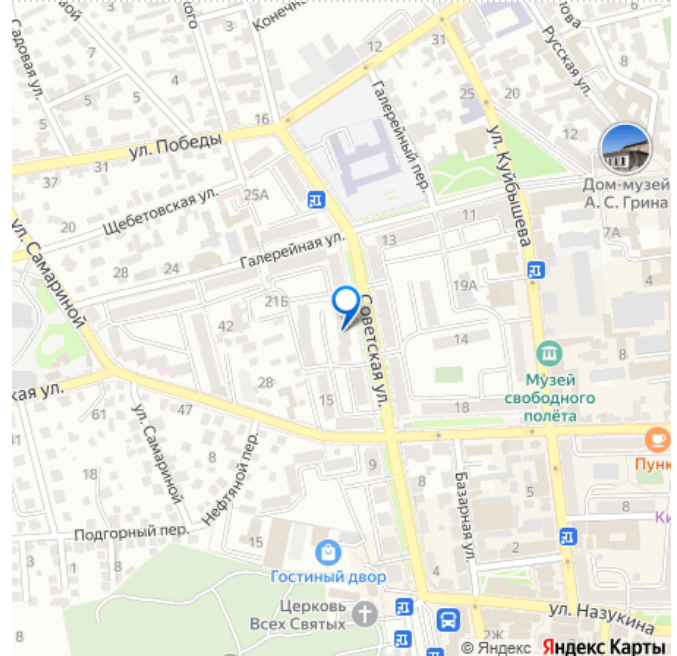 Садовая ул.
Конечна
12
31
Русская ул.
5
7
3
4
16
25
20
12
ул. Победы
Галерейный пер.
ул. Куйбышева
31
Дом-музей
А. С. Грина
37
20
Щебетовская ул.
25А
11
7А
ул. Самариной
28
24
Галерейная ул.
13
19А
4
21Б
Советская ул.
42
14
8
Музей
свободного
полёта
28
15
18
кая ул.
61
47
ул. Самариной
Нефтяной пер.
9
Пунк
18
8
Базарная ул.
5
8
Ки
Подгорный пер.
15
2
3
1
Гостиный двор
4
Церковь
Всех Святых
ул. Назукина
8
2Ж
© Яндекс Яндекс Карты